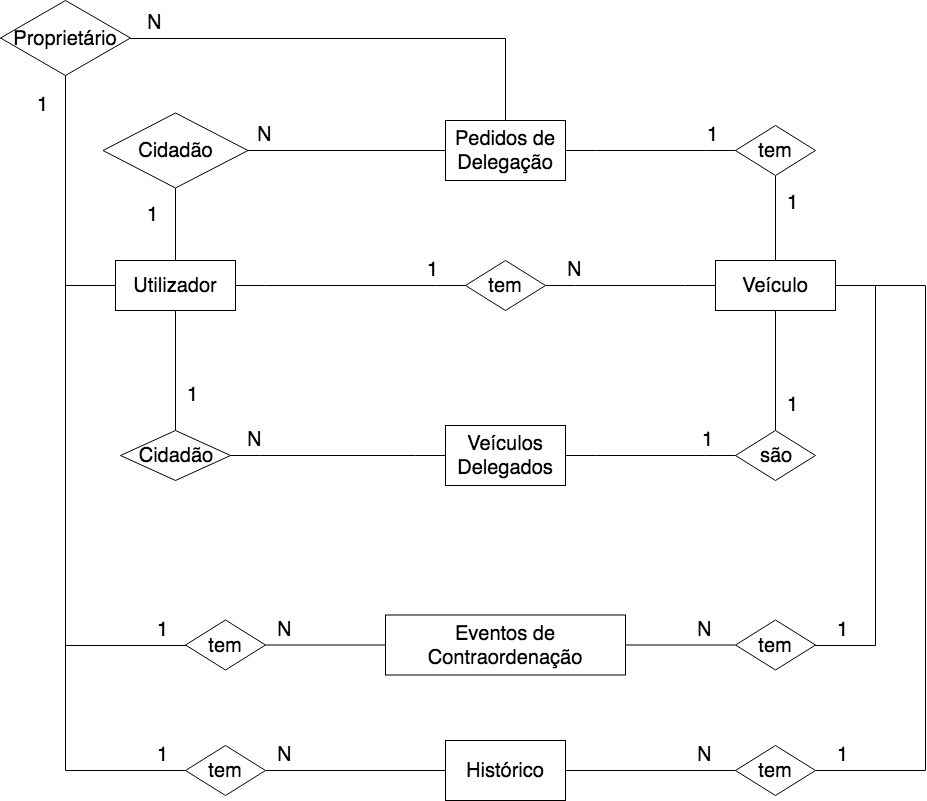 N
Proprietário
1
Cidadão
N
Pedidos de
Delegação
1
tem
1
1
Utilizador
1
tem
N
Veículo
1
1
Cidadão
N
Veículos
Delegados
1
são
1
tem
N
Eventos de
Contraordenação
N
tem
1
1
tem
N
Histórico
N
tem
1